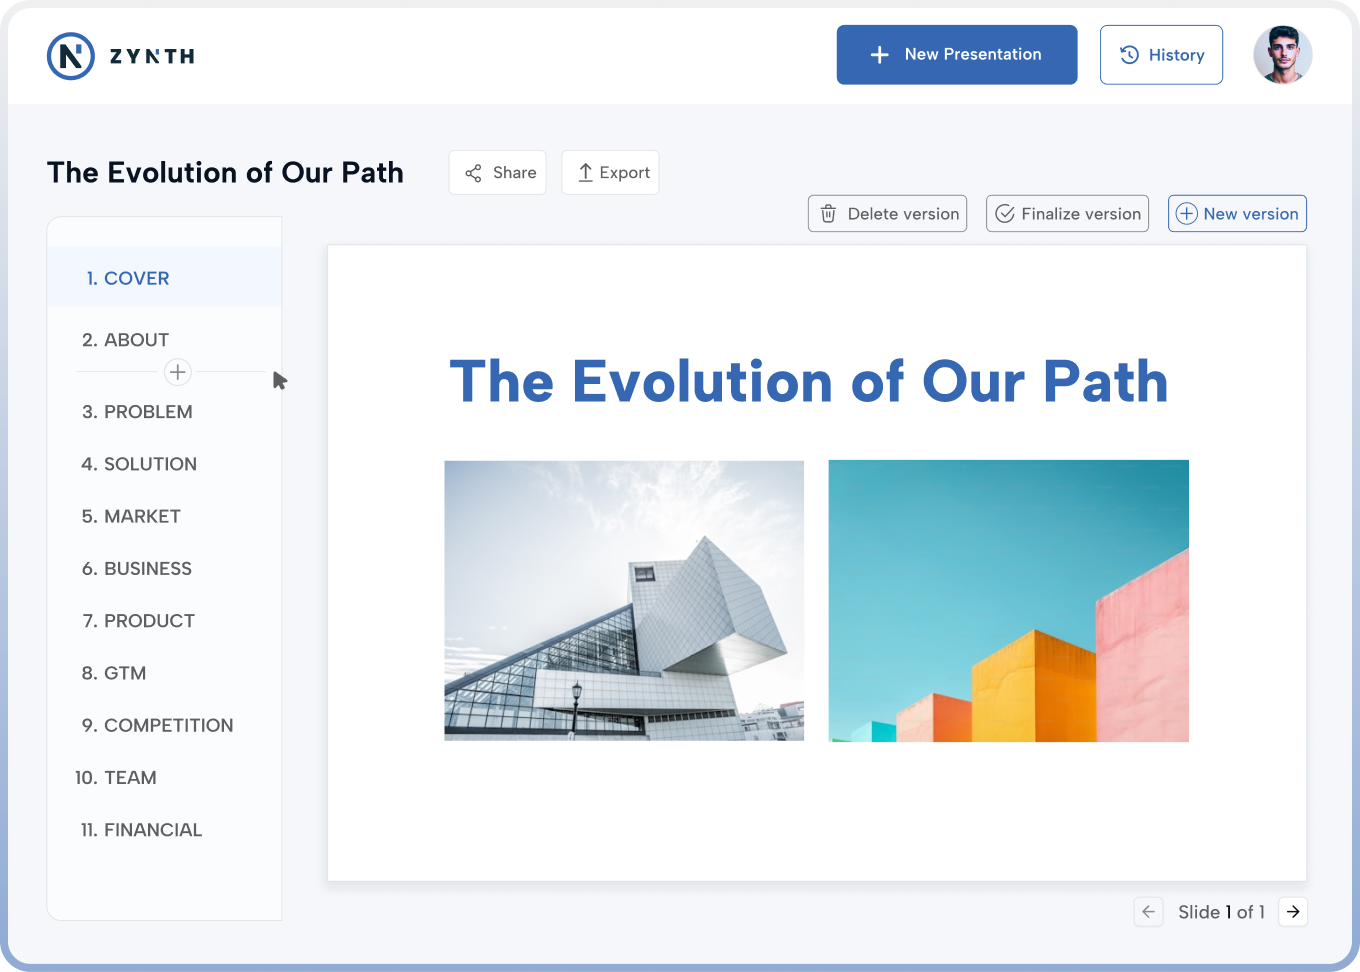 ZYNTH
New Presentation
History
The Evolution of Our Path
Share
Export
Delete version
Finalize version
New version
1. COVER
2. ABOUT
3. PROBLEM
4. SOLUTION
5. MARKET
6. BUSINESS
7. PRODUCT
8. GTM
9. COMPETITION
10. TEAM
11. FINANCIAL
The Evolution of Our Path
Slide 1 of 1